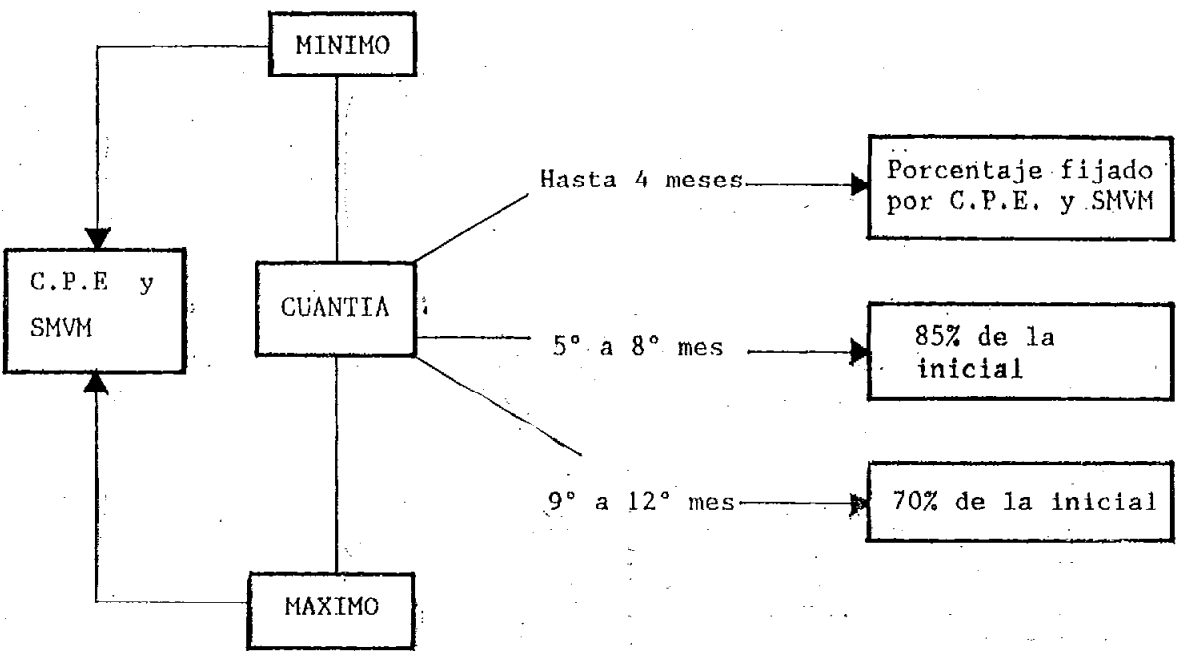 MINIMO
Hasta 4 meses
Porcentaje fijado
por C.P.E. y SMVM
C.P.E y
SMVM
CUANTIA
5° a 8° mes
85% de la
inicial
9° a 12° mes
70% de la inicial
MAXIMO